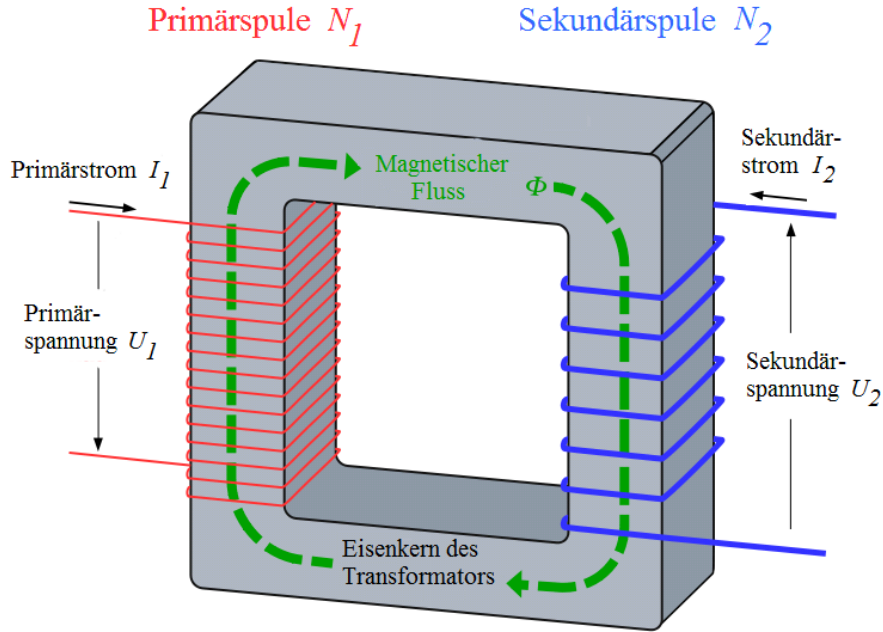 Primärspule N1
Sekundärspule N2
Primärstrom I1
Magnetischer
Fluss
Φ
Sekundär-
strom I2
Primär-
spannung U1
Sekundär-
spannung U2
Eisenkern des
Transformators